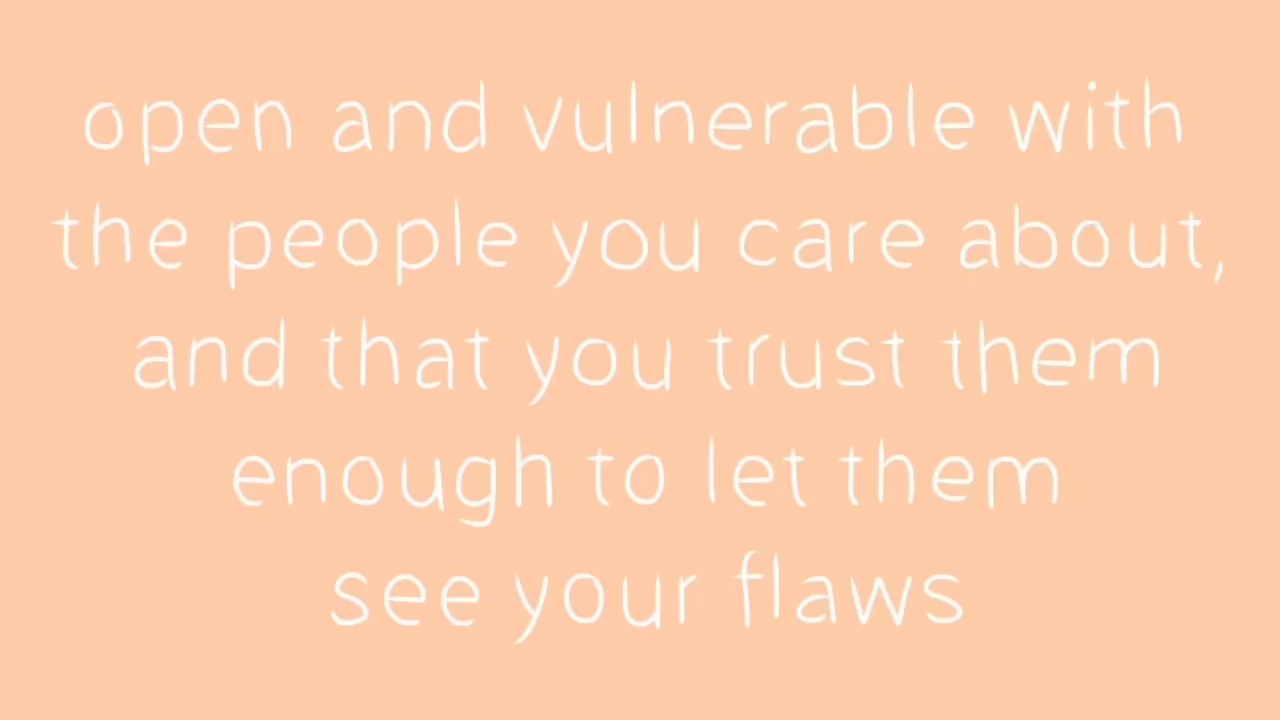 open and vulnerable with
the people you care about,
and that you trust them
enough to let them
see your flaws